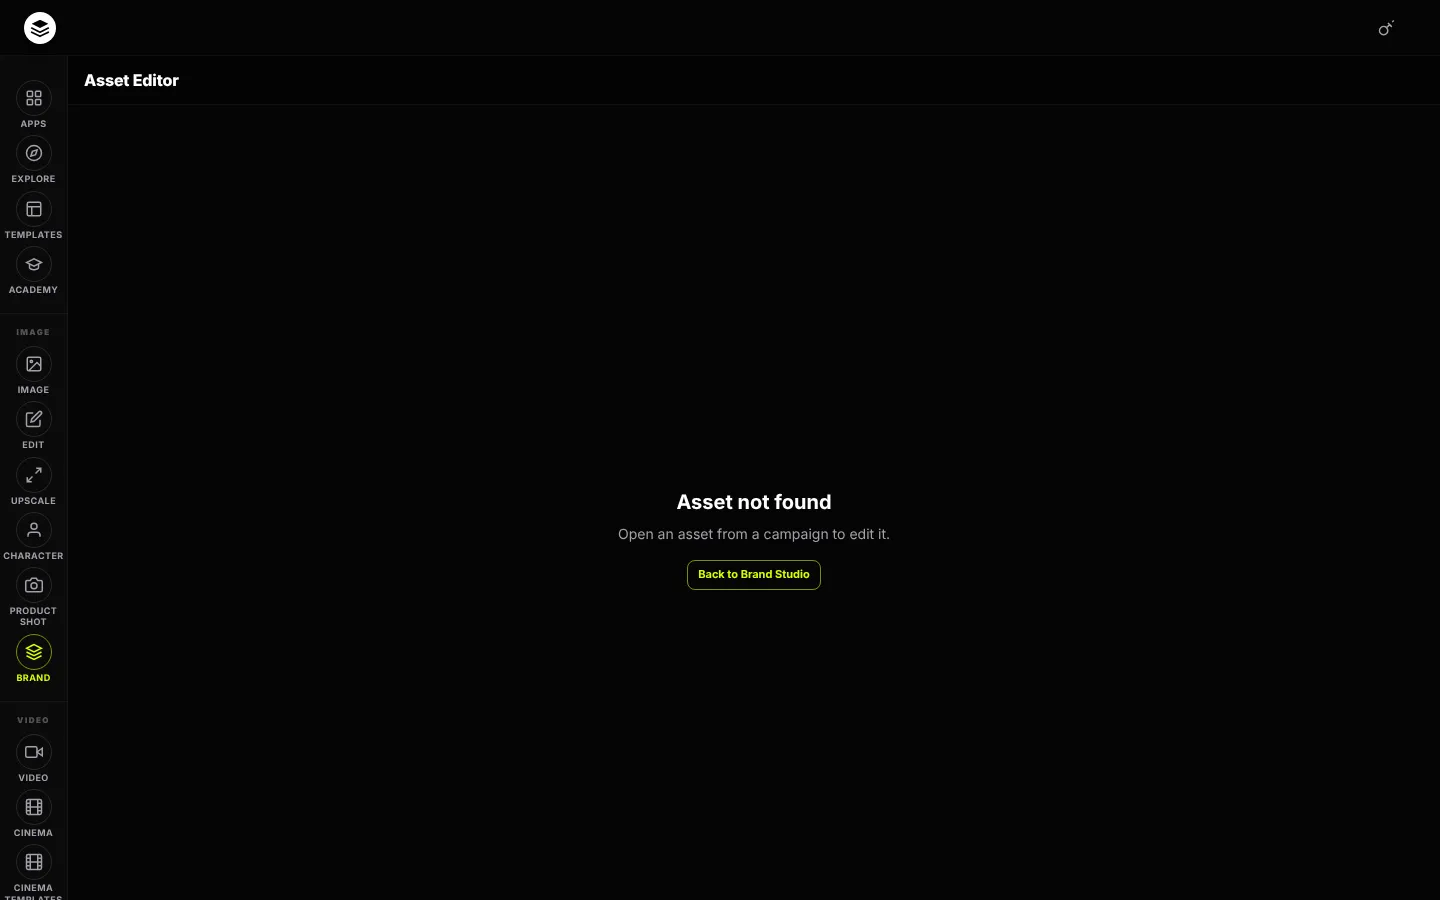 Asset Editor
APPS
EXPLORE
TEMPLATES
ACADEMY
IMAGE
IMAGE
EDIT
UPSCALE
CHARACTER
PRODUCT
SHOT
BRAND
VIDEO
VIDEO
CINEMA
CINEMA
TEMPLATES
Asset not found
Open an asset from a campaign to edit it.
Back to Brand Studio